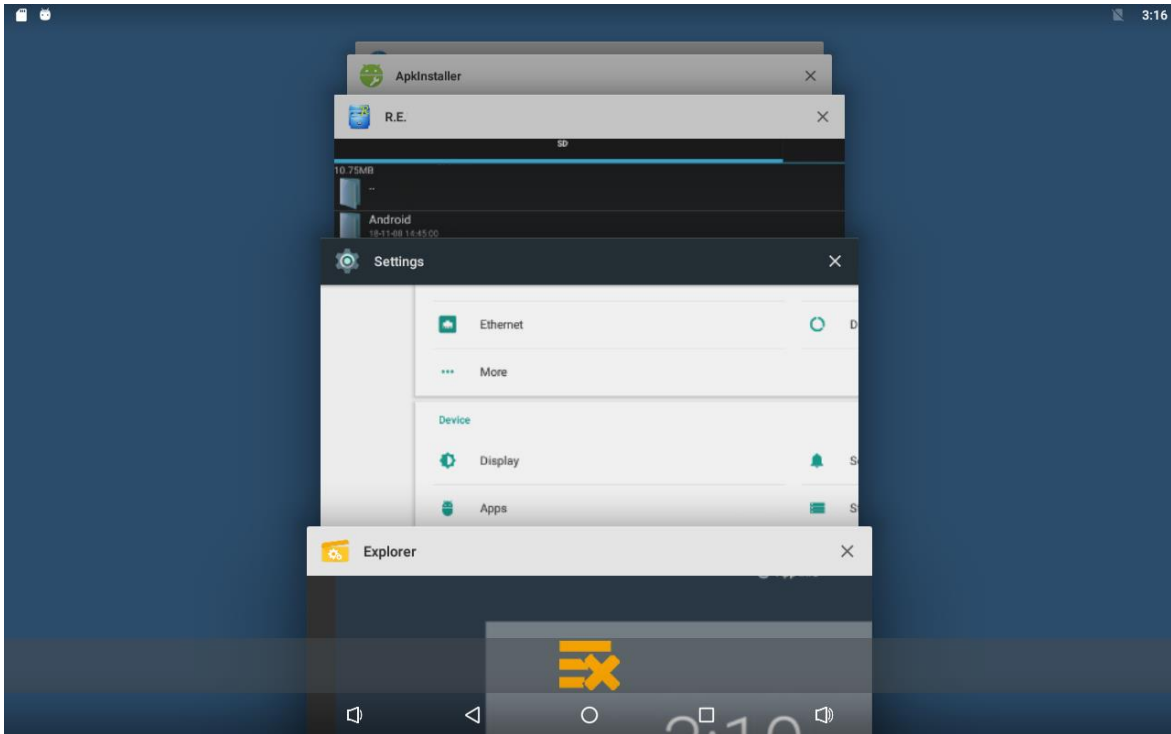 3:16
ApkInstaller
R.E.
SD
10.75MB
..
Android
18-11-08 14:45:00
Settings
Ethernet
D
More
Device
Display
S
Apps
S
Explorer